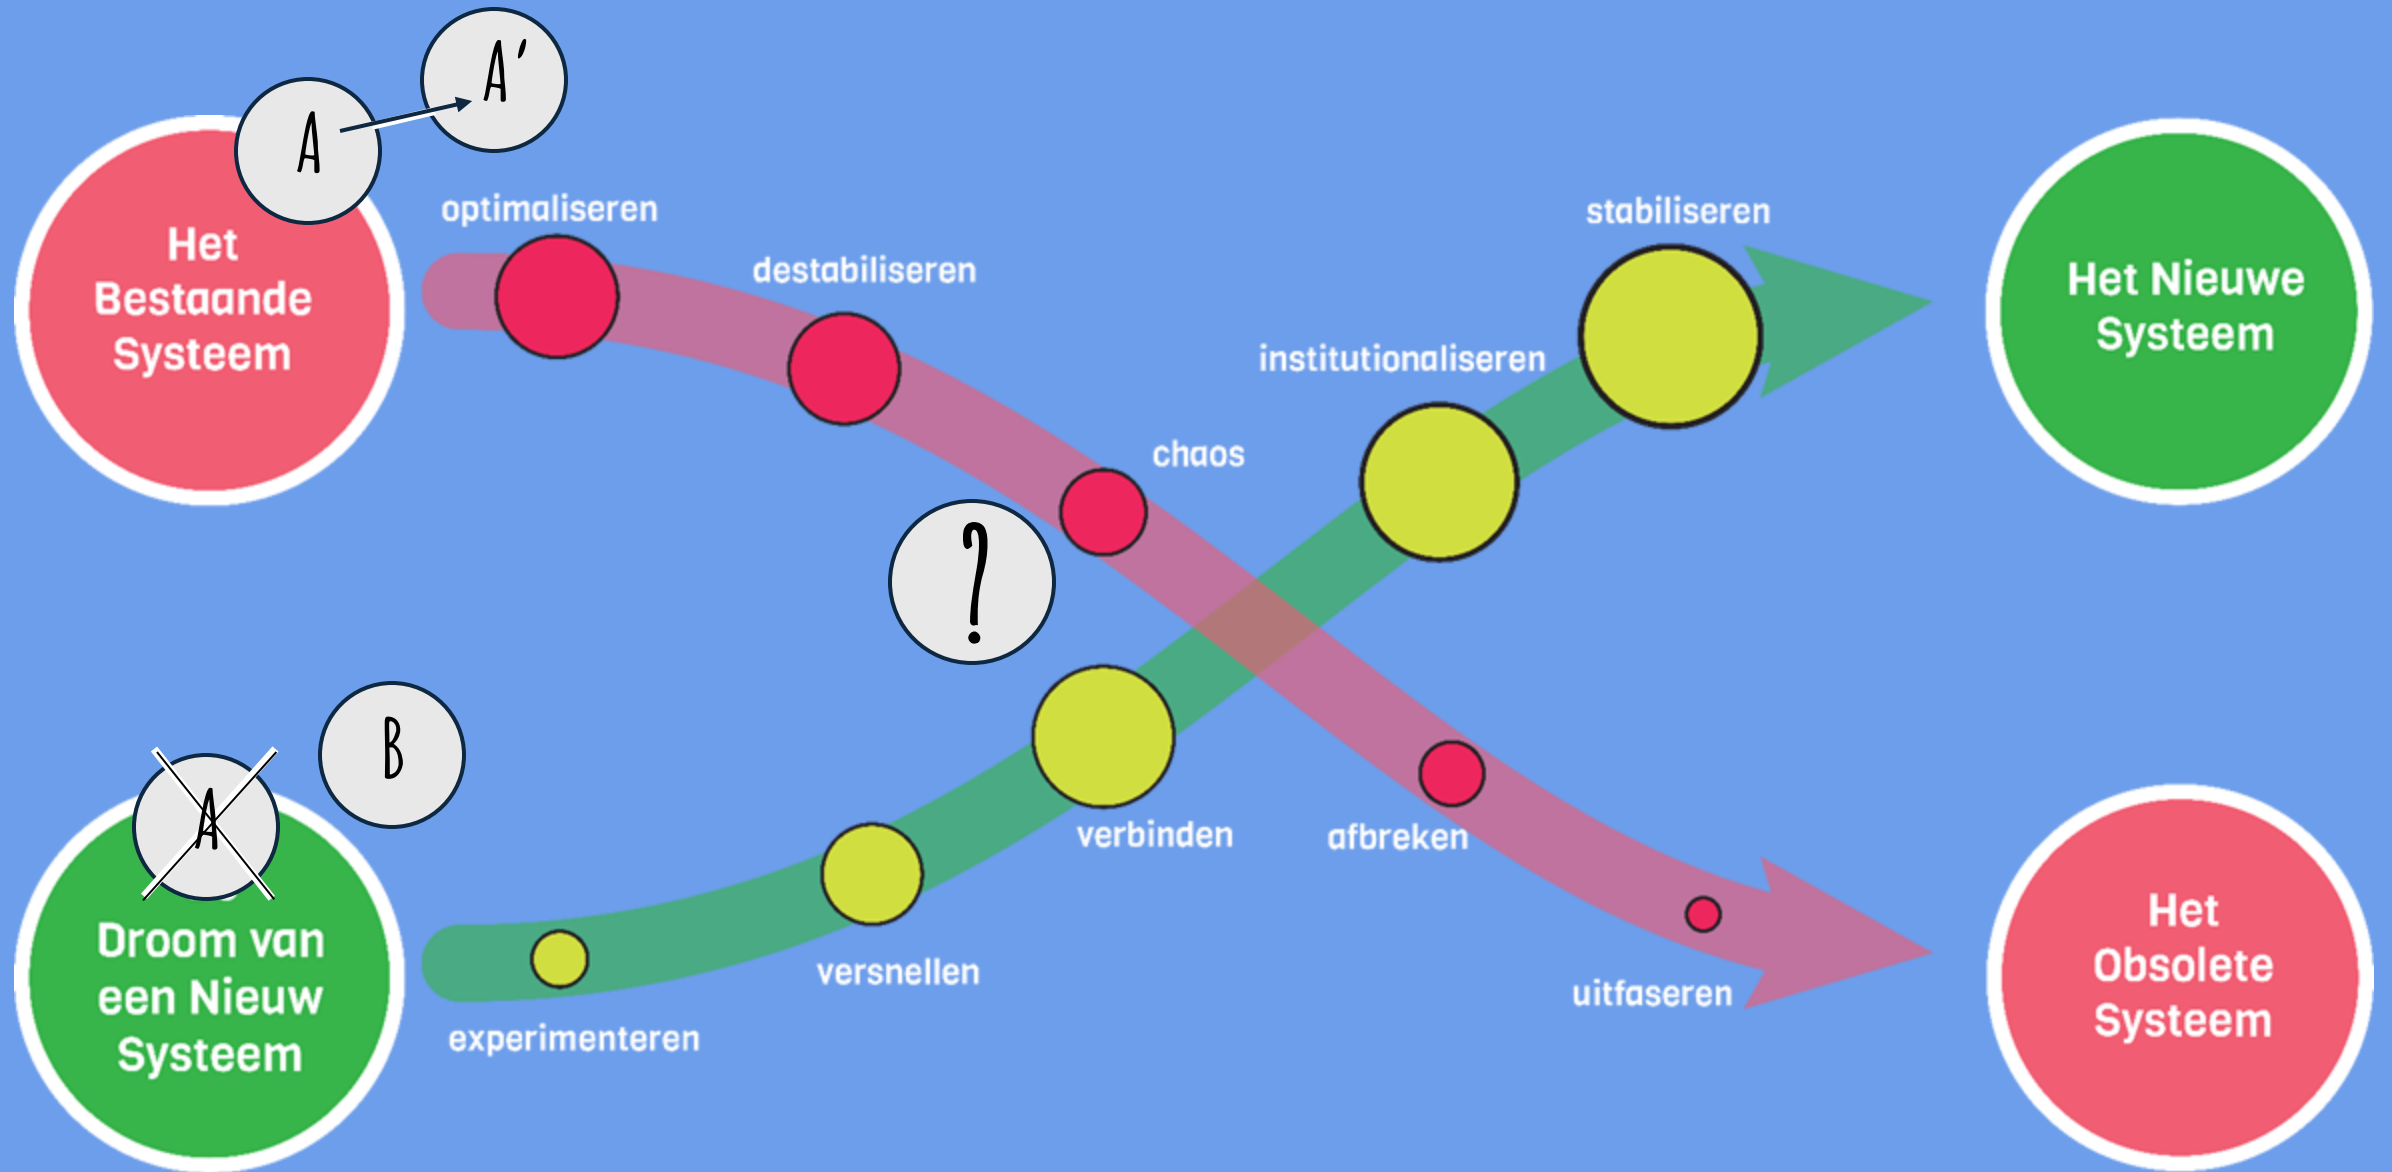 A'
A
Het
Bestaande
Systeem
optimaliseren
destabiliseren
chaos
?
stabiliseren
institutionaliseren
Het Nieuwe
Systeem
A
B
Droom van
een Nieuw
Systeem
experimenteren
versnellen
verbinden
afbreken
uitfaseren
Het
Obsolete
Systeem